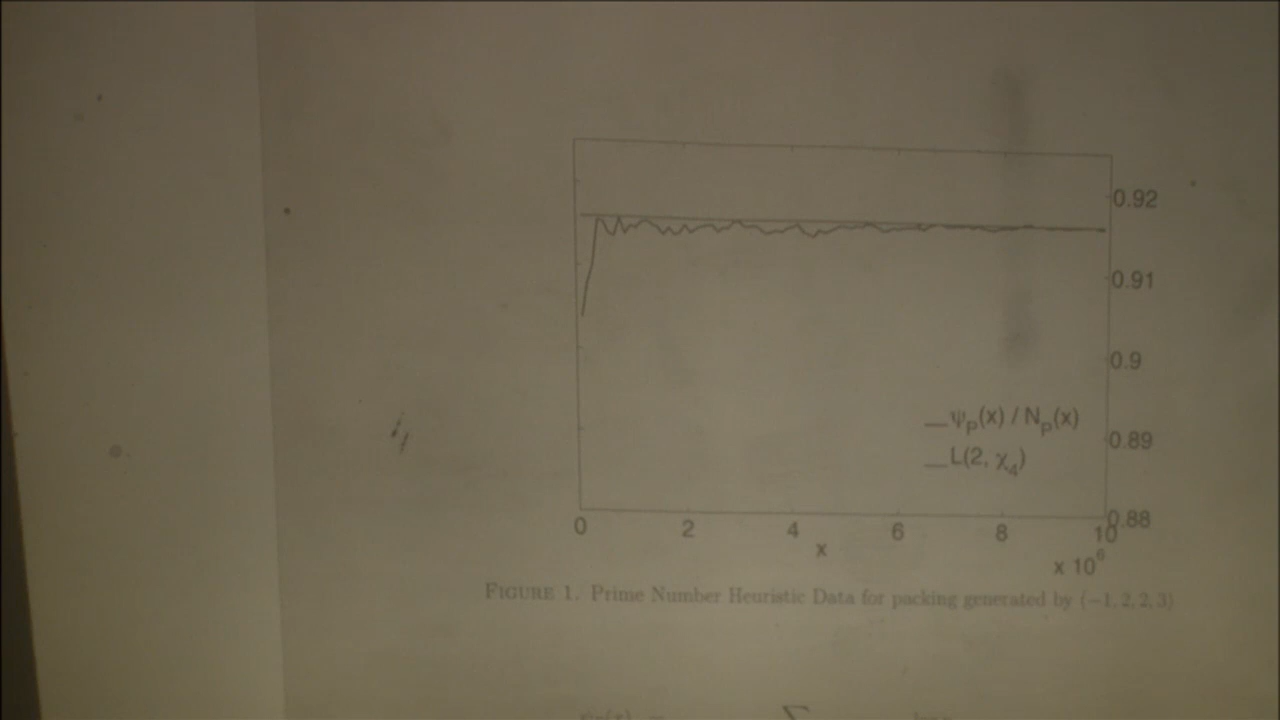 0.92
0.91
0.9
ψP(x) / NP(x)
0.89
L(2, χ4)
0.88
0 2 4 6 8 10
x
x 10^6
FIGURE 1. Prime Number Heuristic Data for packing generated by (−1, 2, 2, 3)